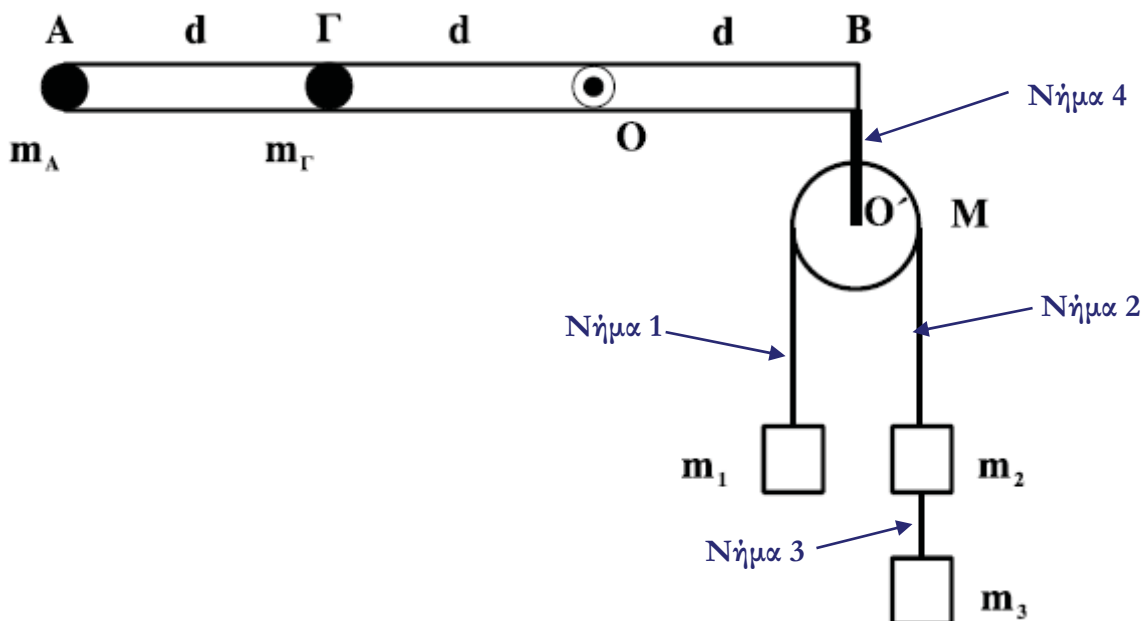 A d Γ d d B
Νήμα 4
m_A m_Γ O
O´ M
Νήμα 1
Νήμα 2
m_1 m_2
Νήμα 3
m_3